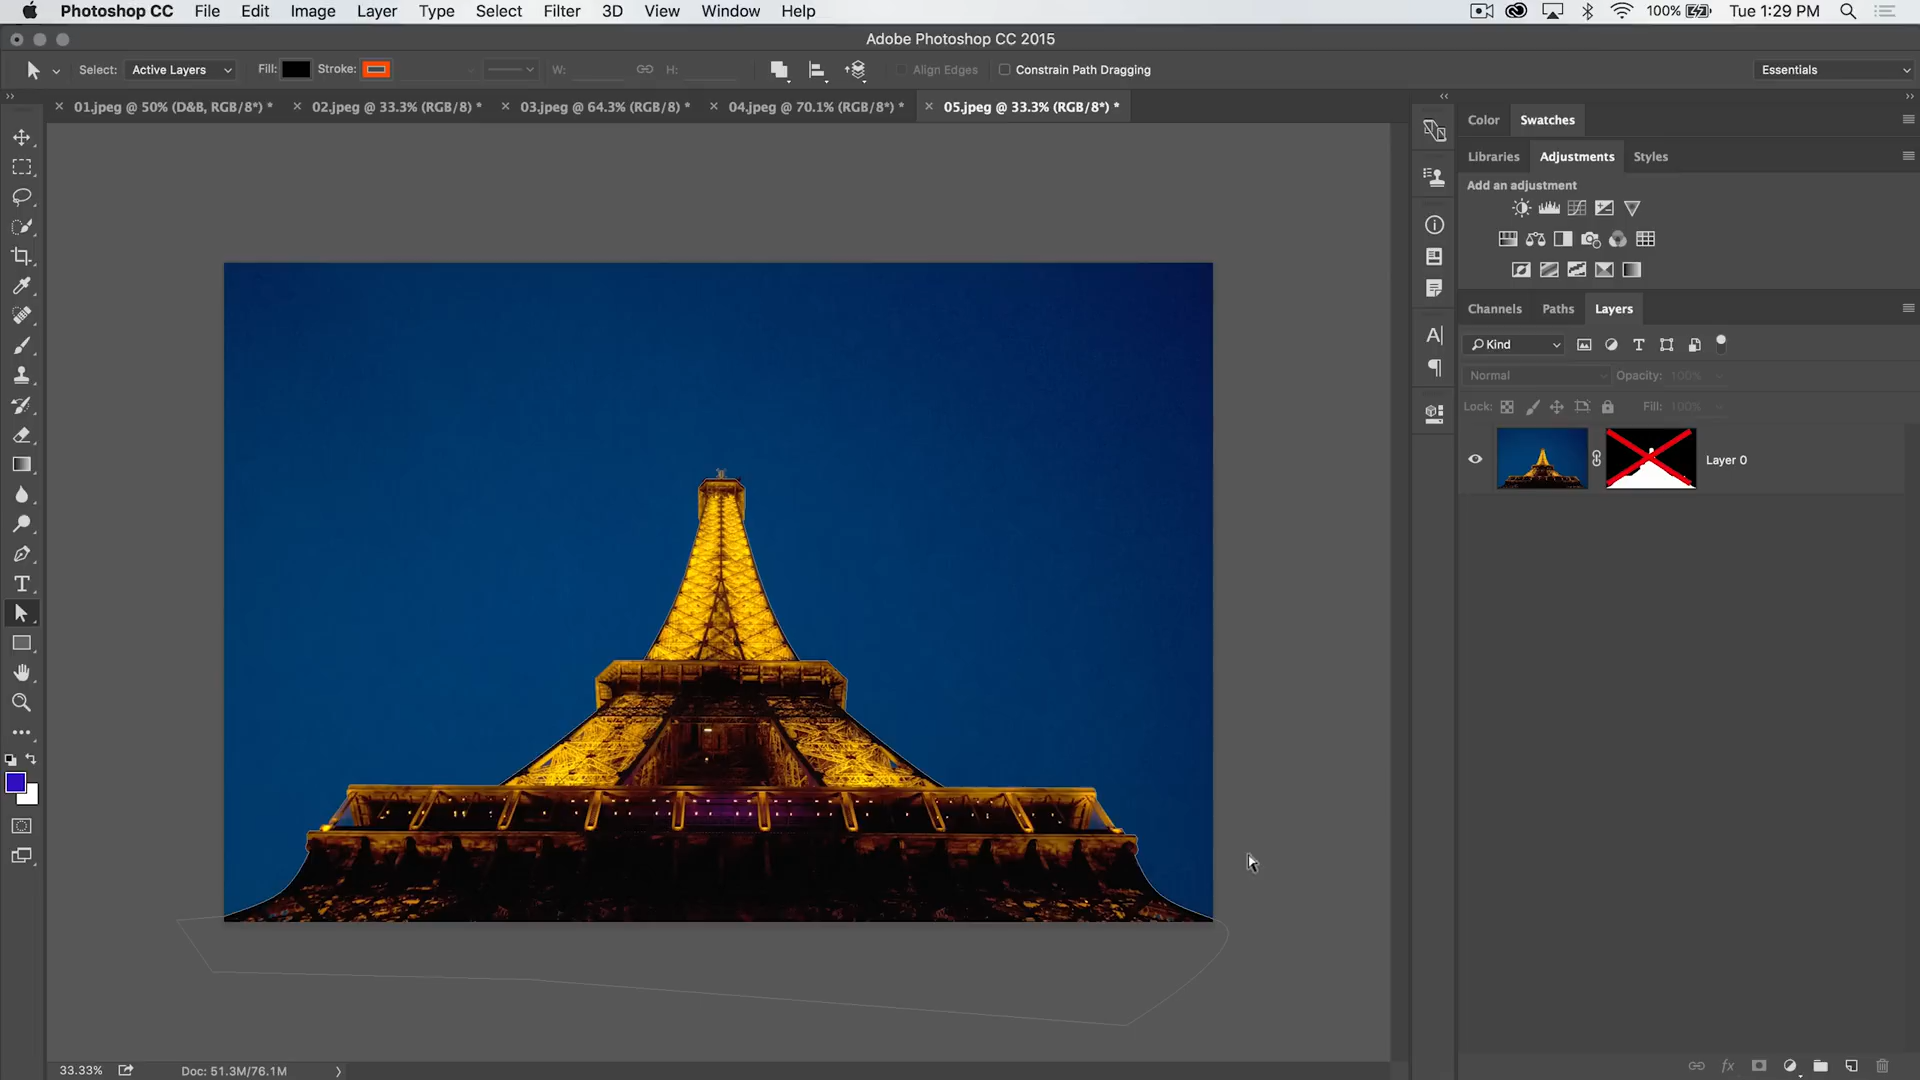 Photoshop CC File Edit Image Layer Type Select Filter 3D View Window Help 100% Tue 1:29 PM
Adobe Photoshop CC 2015
Select: Active Layers Fill: Stroke: W: H: Align Edges Constrain Path Dragging Essentials
01.jpeg @ 50% (D&B, RGB/8*) * 02.jpeg @ 33.3% (RGB/8) * 03.jpeg @ 64.3% (RGB/8) * 04.jpeg @ 70.1% (RGB/8*) * 05.jpeg @ 33.3% (RGB/8*) *
Color Swatches
Libraries Adjustments Styles
Add an adjustment
Channels Paths Layers
Kind
Normal Opacity: 100%
Lock: Fill: 100%
Layer 0
33.33% Doc: 51.3M/76.1M